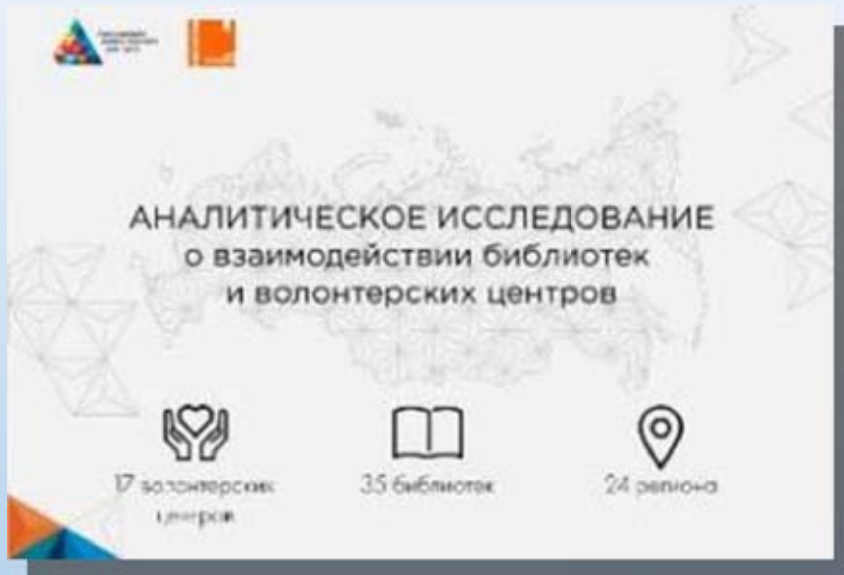 АНАЛИТИЧЕСКОЕ ИССЛЕДОВАНИЕ
о взаимодействии библиотек
и волонтерских центров
17 волонтерских
центров
35 библиотек
24 региона